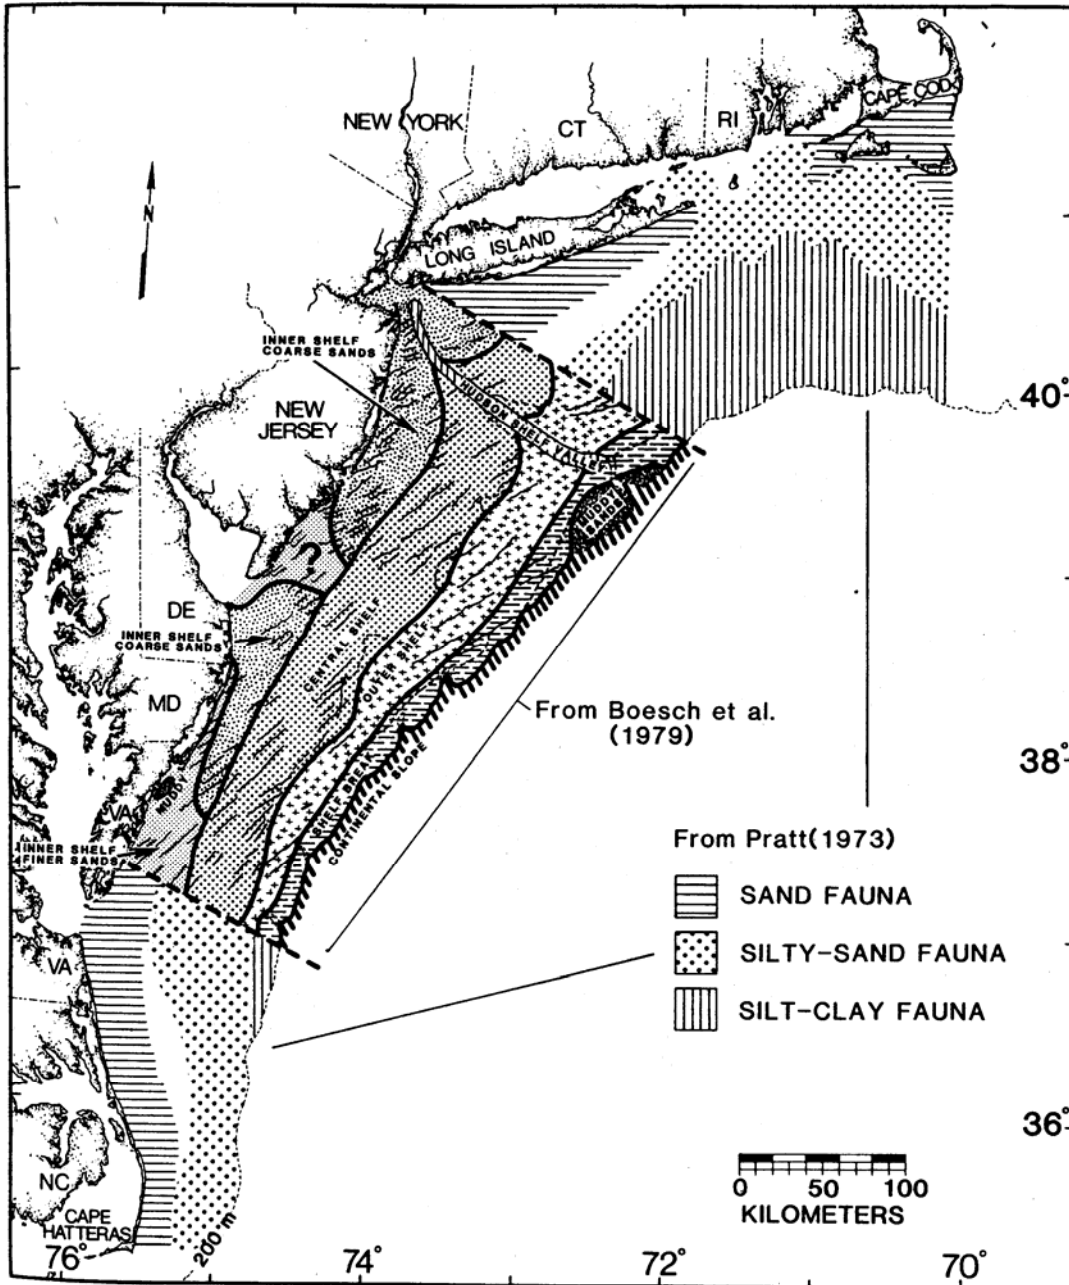 CAPE COD
NEW YORK
CT
RI
N
LONG ISLAND
INNER SHELF
COARSE SANDS
HUDSON SHELF VALLEY
NEW
JERSEY
40°
MUDDY
SANDS
?
DE
INNER SHELF
COARSE SANDS
CENTRAL SHELF
OUTER SHELF
MD
From Boesch et al.
(1979)
38°
SHELF BREAK
CONTINENTAL SLOPE
MUDDY
VA
INNER SHELF
FINER SANDS
From Pratt(1973)
SAND FAUNA
SILTY-SAND FAUNA
SILT-CLAY FAUNA
VA
36°
NC
CAPE
HATTERAS
200 m
0 50 100
KILOMETERS
76° 74° 72° 70°